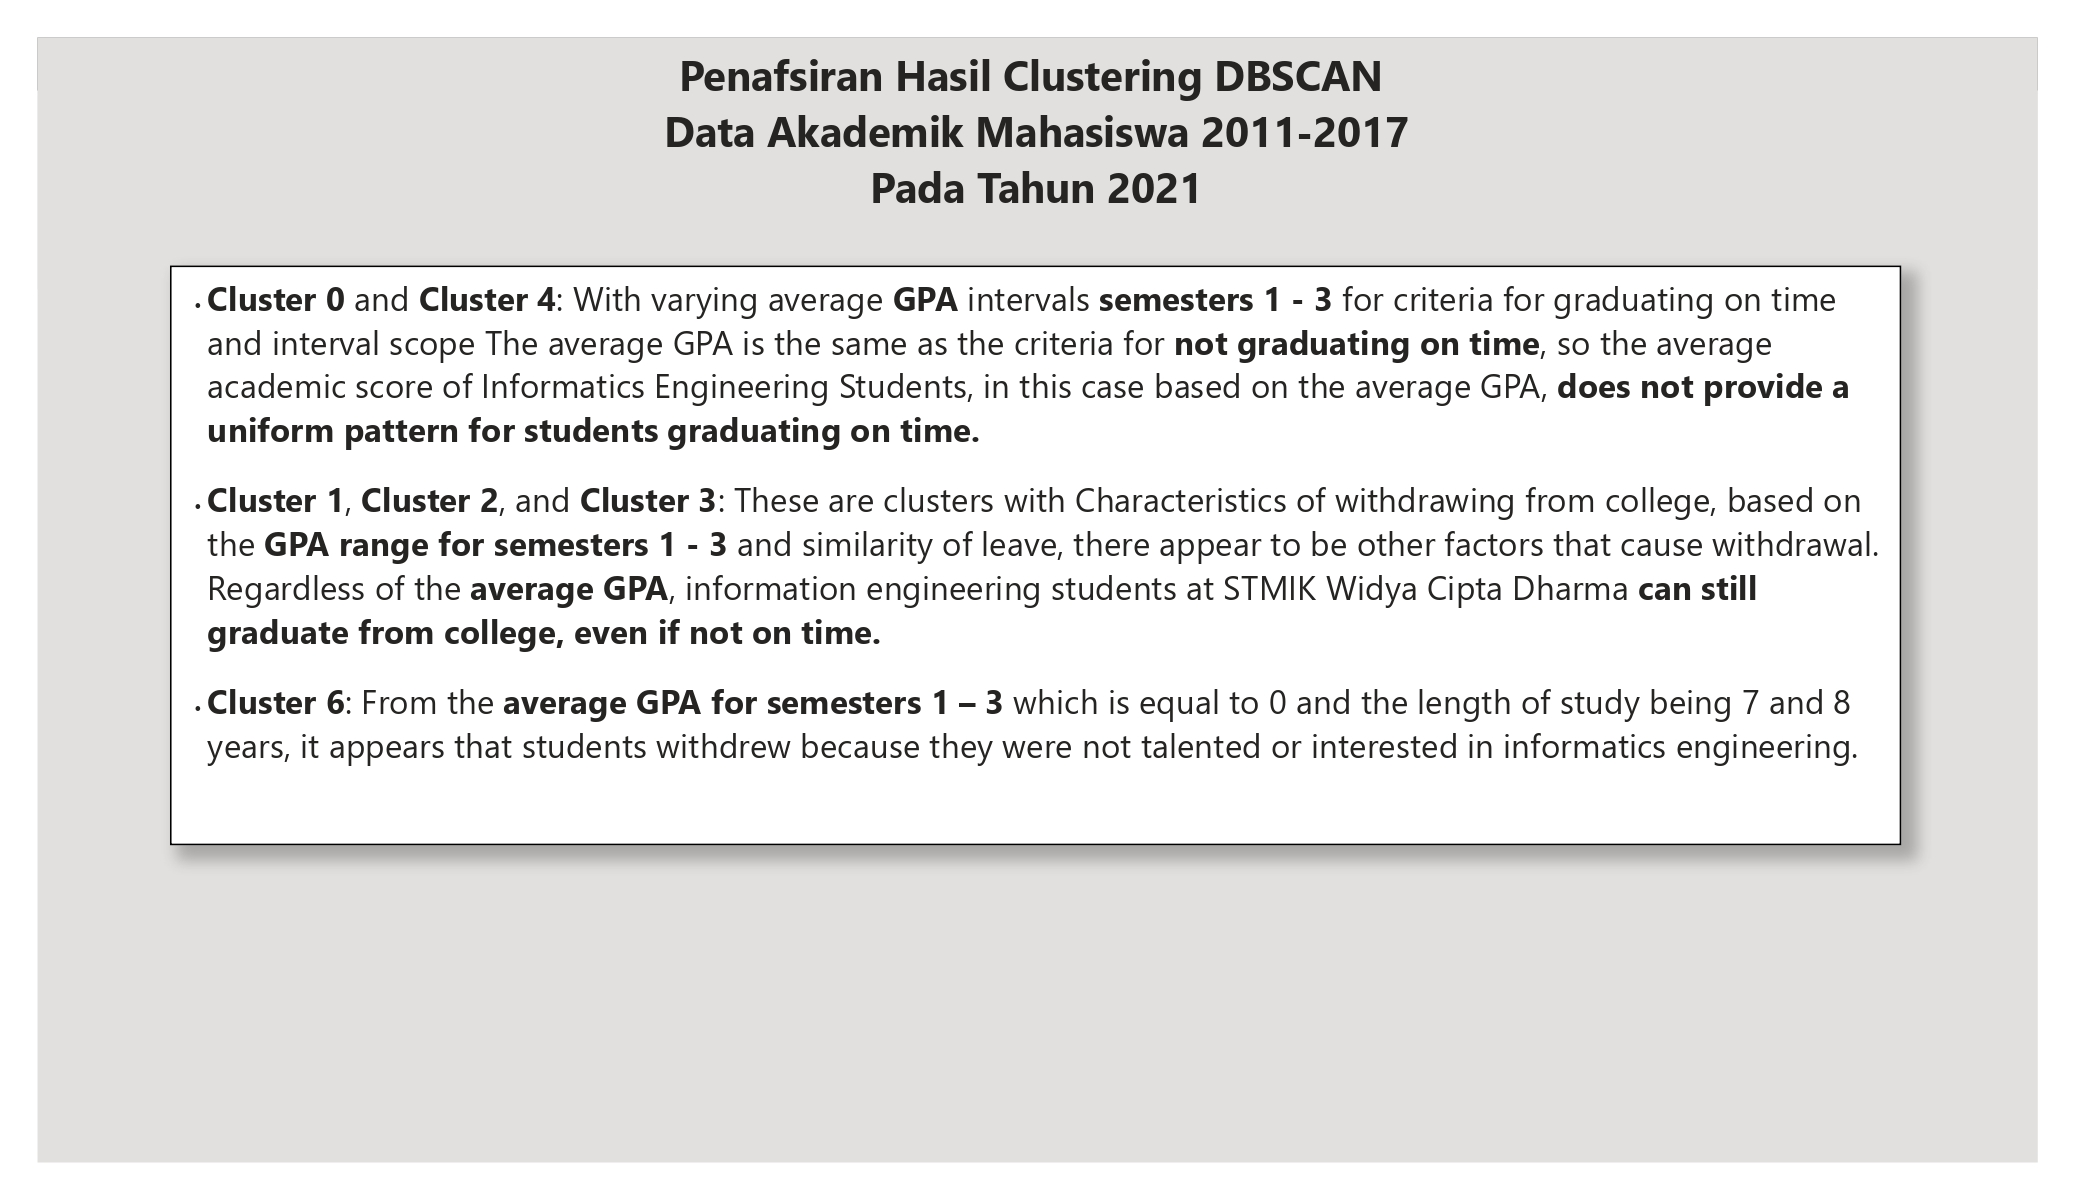 Penafsiran Hasil Clustering DBSCAN
Data Akademik Mahasiswa 2011-2017
Pada Tahun 2021
• Cluster 0 and Cluster 4: With varying average GPA intervals semesters 1 - 3 for criteria for graduating on time
and interval scope The average GPA is the same as the criteria for not graduating on time, so the average
academic score of Informatics Engineering Students, in this case based on the average GPA, does not provide a
uniform pattern for students graduating on time.
• Cluster 1, Cluster 2, and Cluster 3: These are clusters with Characteristics of withdrawing from college, based on
the GPA range for semesters 1 - 3 and similarity of leave, there appear to be other factors that cause withdrawal.
Regardless of the average GPA, information engineering students at STMIK Widya Cipta Dharma can still
graduate from college, even if not on time.
• Cluster 6: From the average GPA for semesters 1 – 3 which is equal to 0 and the length of study being 7 and 8
years, it appears that students withdrew because they were not talented or interested in informatics engineering.